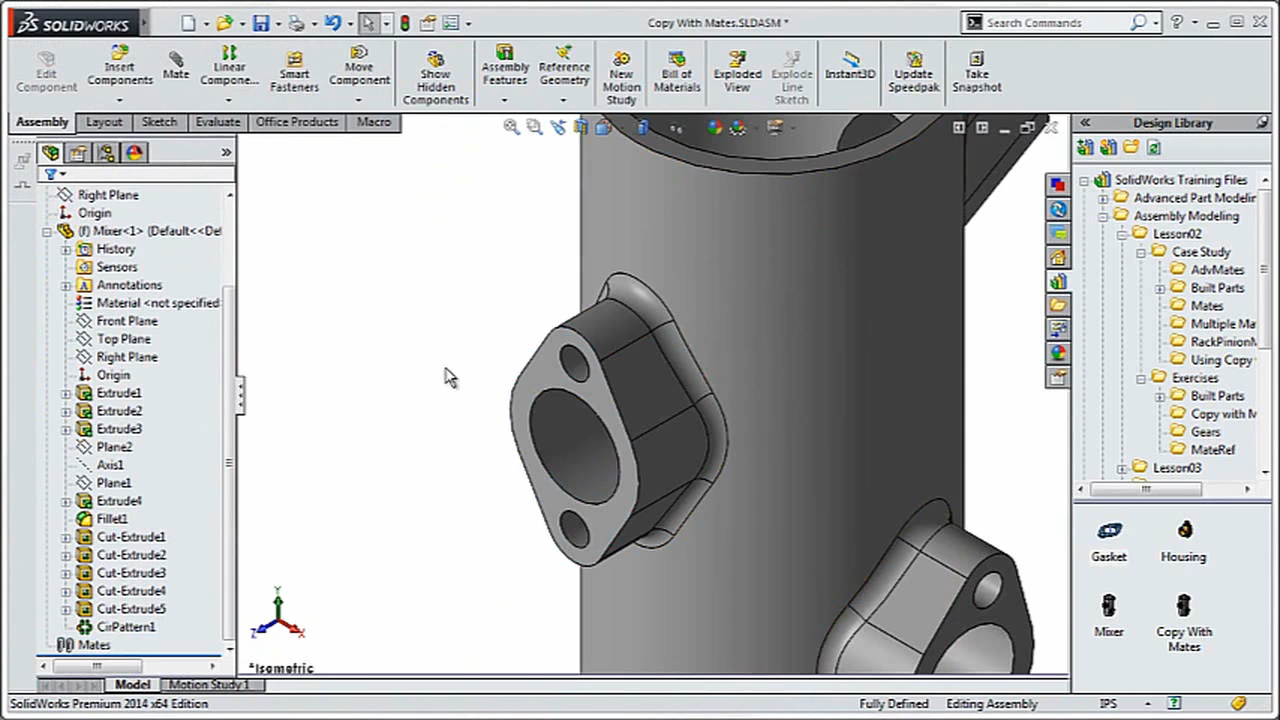 SOLIDWORKS
Copy With Mates.SLDASM *
Search Commands
Edit Component
Insert Components
Mate
Linear Compone...
Smart Fasteners
Move Component
Show Hidden Components
Assembly Features
Reference Geometry
New Motion Study
Bill of Materials
Exploded View
Explode Line Sketch
Instant3D
Update Speedpak
Take Snapshot
Assembly Layout Sketch Evaluate Office Products Macro
Right Plane
Origin
(f) Mixer<1> (Default<<Def
History
Sensors
Annotations
Material <not specified
Front Plane
Top Plane
Right Plane
Origin
Extrude1
Extrude2
Extrude3
Plane2
Axis1
Plane1
Extrude4
Fillet1
Cut-Extrude1
Cut-Extrude2
Cut-Extrude3
Cut-Extrude4
Cut-Extrude5
CirPattern1
Mates
Y
Z
X
*Isometric
Design Library
SolidWorks Training Files
Advanced Part Modelin
Assembly Modeling
Lesson02
Case Study
AdvMates
Built Parts
Mates
Multiple Ma
RackPinionM
Using Copy
Exercises
Built Parts
Copy with M
Gears
MateRef
Lesson03
Gasket
Housing
Mixer
Copy With Mates
Model Motion Study 1
SolidWorks Premium 2014 x64 Edition
Fully Defined Editing Assembly IPS